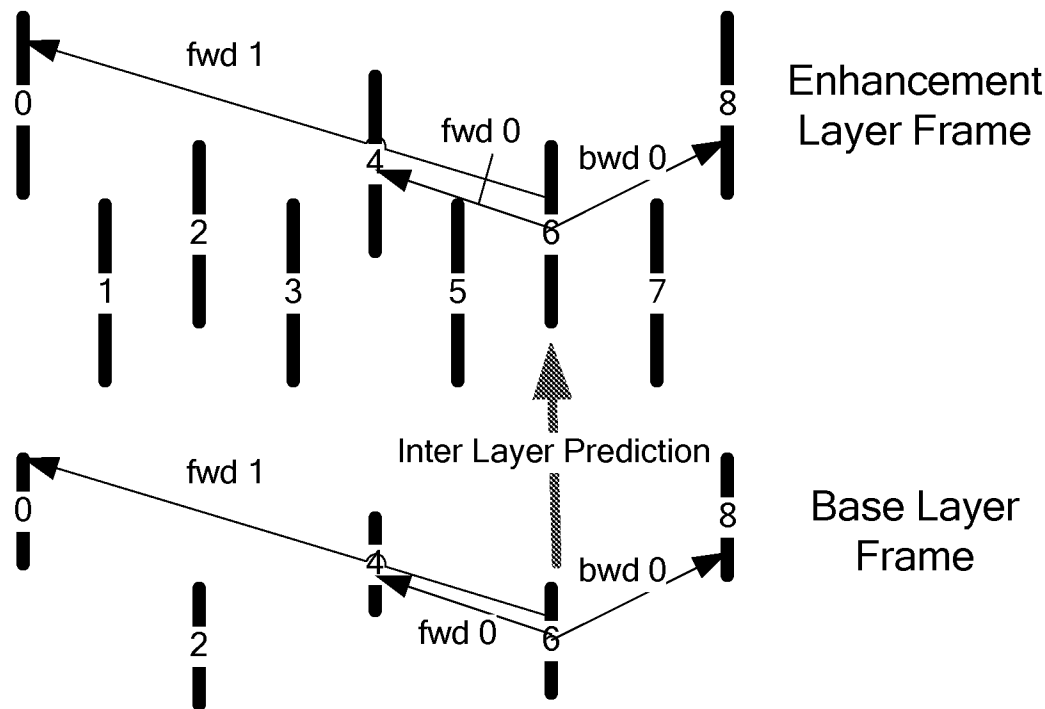 fwd 1
0
4
fwd 0
bwd 0
8
Enhancement
Layer Frame
2
6
1
3
5
7
Inter Layer Prediction
0
fwd 1
4
8
Base Layer
Frame
bwd 0
fwd 0
2
6